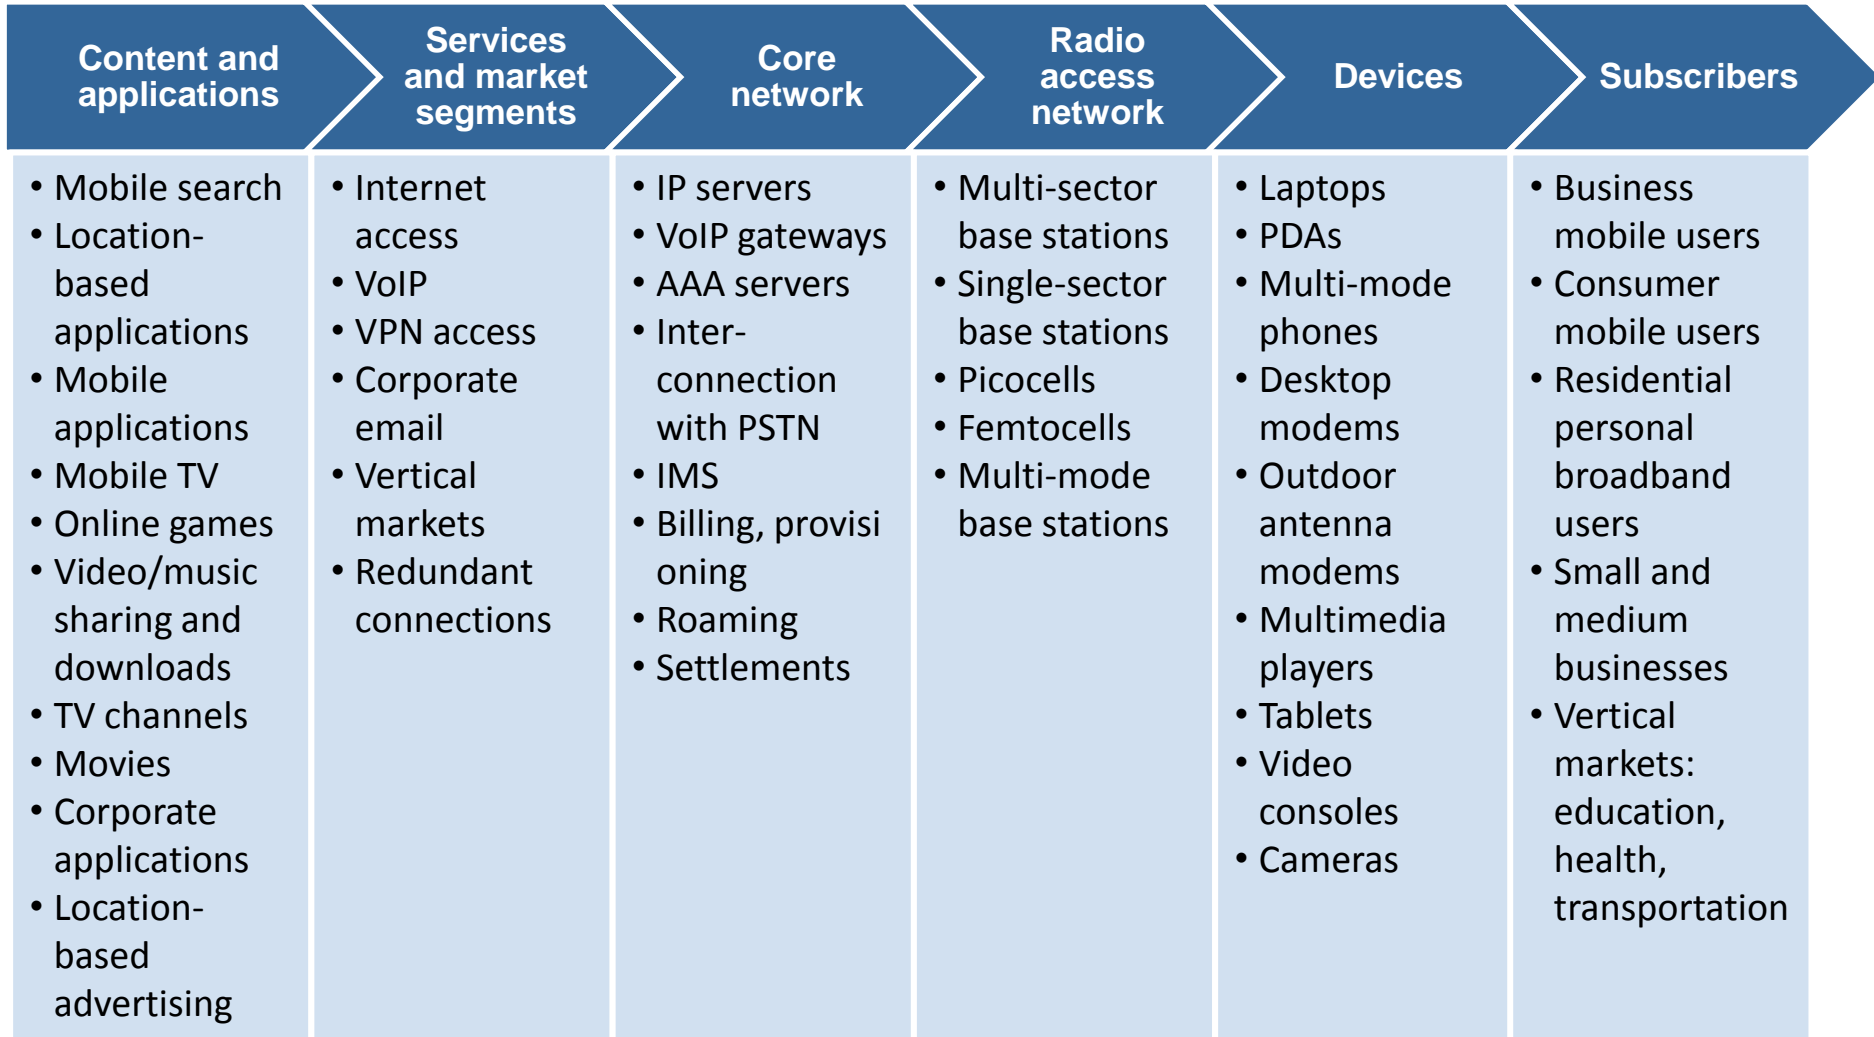 Content and
applications
Services
and market
segments
Core
network
Radio
access
network
Devices
Subscribers
• Mobile search
• Location-
based
applications
• Mobile
applications
• Mobile TV
• Online games
• Video/music
sharing and
downloads
• TV channels
• Movies
• Corporate
applications
• Location-
based
advertising
• Internet
access
• VoIP
• VPN access
• Corporate
email
• Vertical
markets
• Redundant
connections
• IP servers
• VoIP gateways
• AAA servers
• Inter-
connection
with PSTN
• IMS
• Billing, provisi
oning
• Roaming
• Settlements
• Multi-sector
base stations
• Single-sector
base stations
• Picocells
• Femtocells
• Multi-mode
base stations
• Laptops
• PDAs
• Multi-mode
phones
• Desktop
modems
• Outdoor
antenna
modems
• Multimedia
players
• Tablets
• Video
consoles
• Cameras
• Business
mobile users
• Consumer
mobile users
• Residential
personal
broadband
users
• Small and
medium
businesses
• Vertical
markets:
education,
health,
transportation